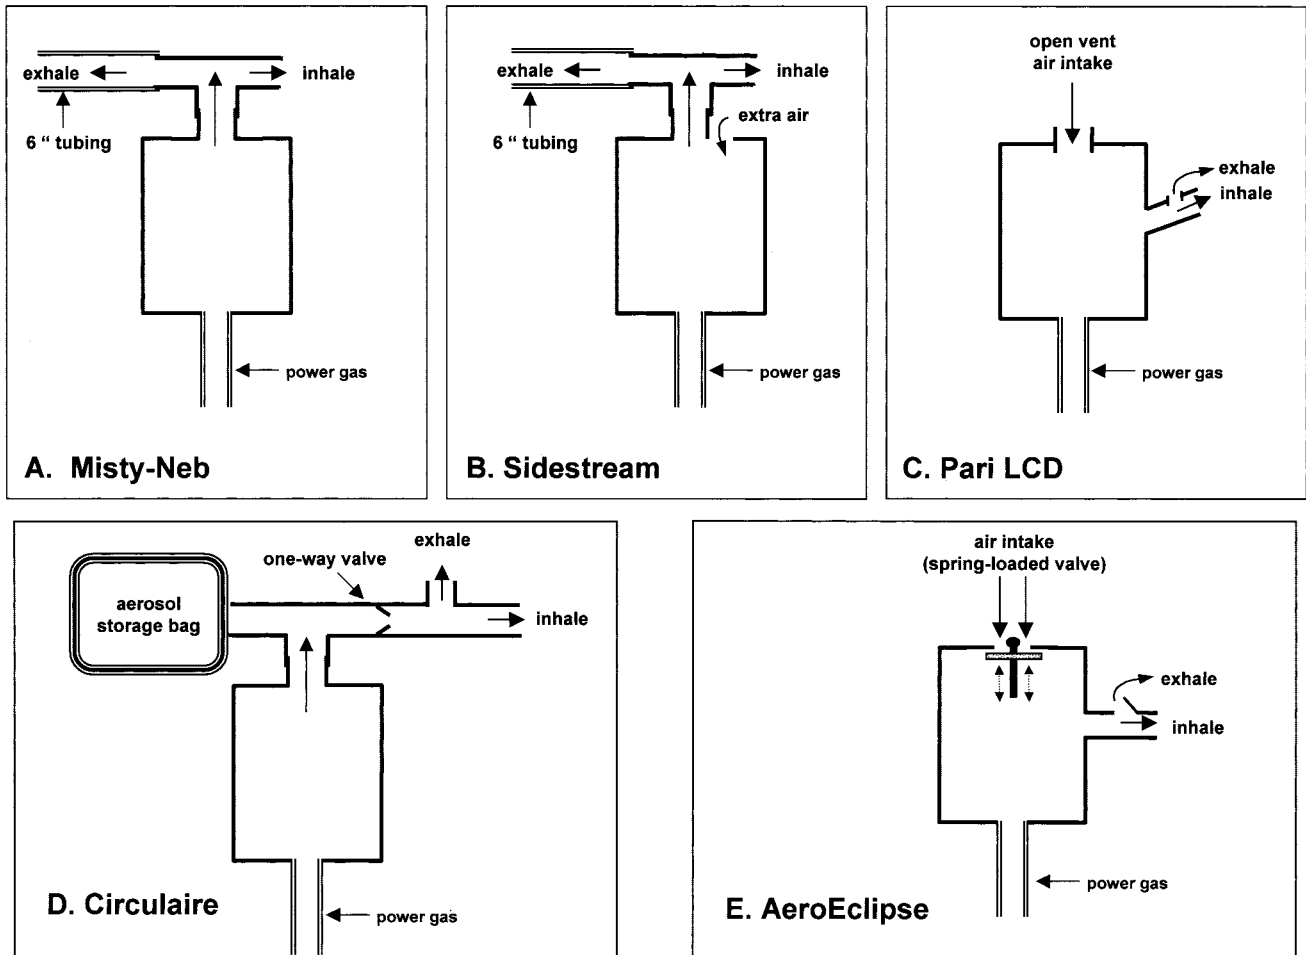 exhale
inhale
6 “ tubing
power gas
A. Misty-Neb
exhale
inhale
extra air
6 “ tubing
power gas
B. Sidestream
open vent
air intake
exhale
inhale
power gas
C. Pari LCD
aerosol
storage bag
one-way valve
exhale
inhale
power gas
D. Circulaire
air intake
(spring-loaded valve)
exhale
inhale
power gas
E. AeroEclipse